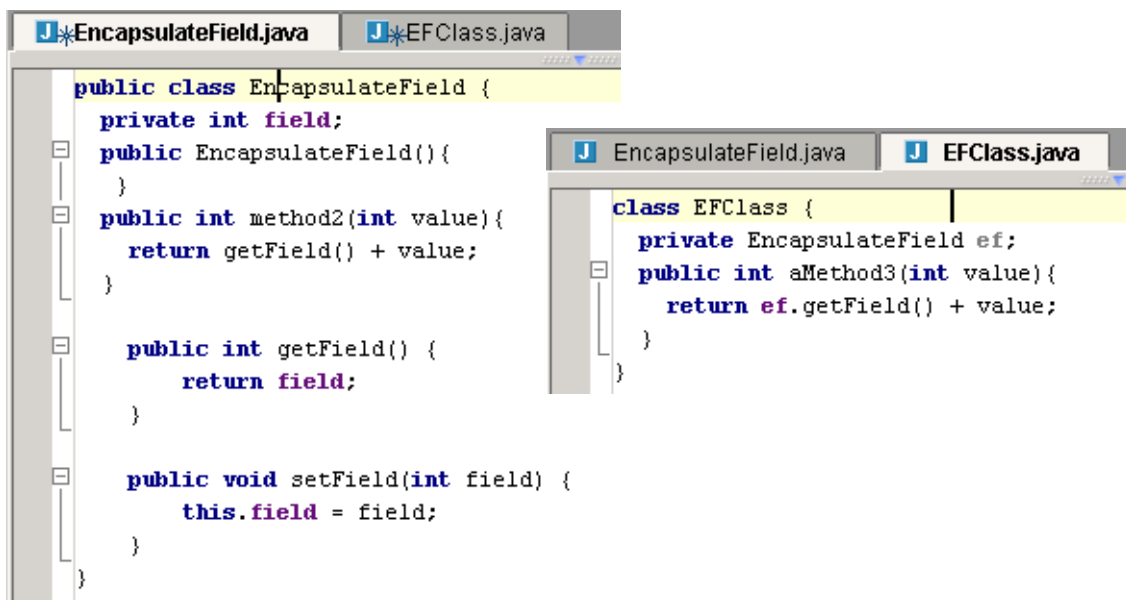 EncapsulateField.java EFClass.java
public class EncapsulateField {
private int field;
public EncapsulateField(){
}
public int method2(int value){
return getField() + value;
}
public int getField() {
return field;
}
public void setField(int field) {
this.field = field;
}
}
EncapsulateField.java EFClass.java
class EFClass {
private EncapsulateField ef;
public int aMethod3(int value){
return ef.getField() + value;
}
}